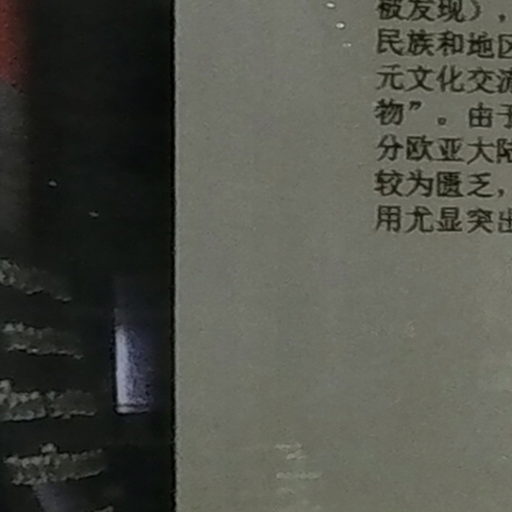 被发现），
民族和地区
元文化交流
物”。由于
分欧亚大陆
较为匮乏，
用尤显突出